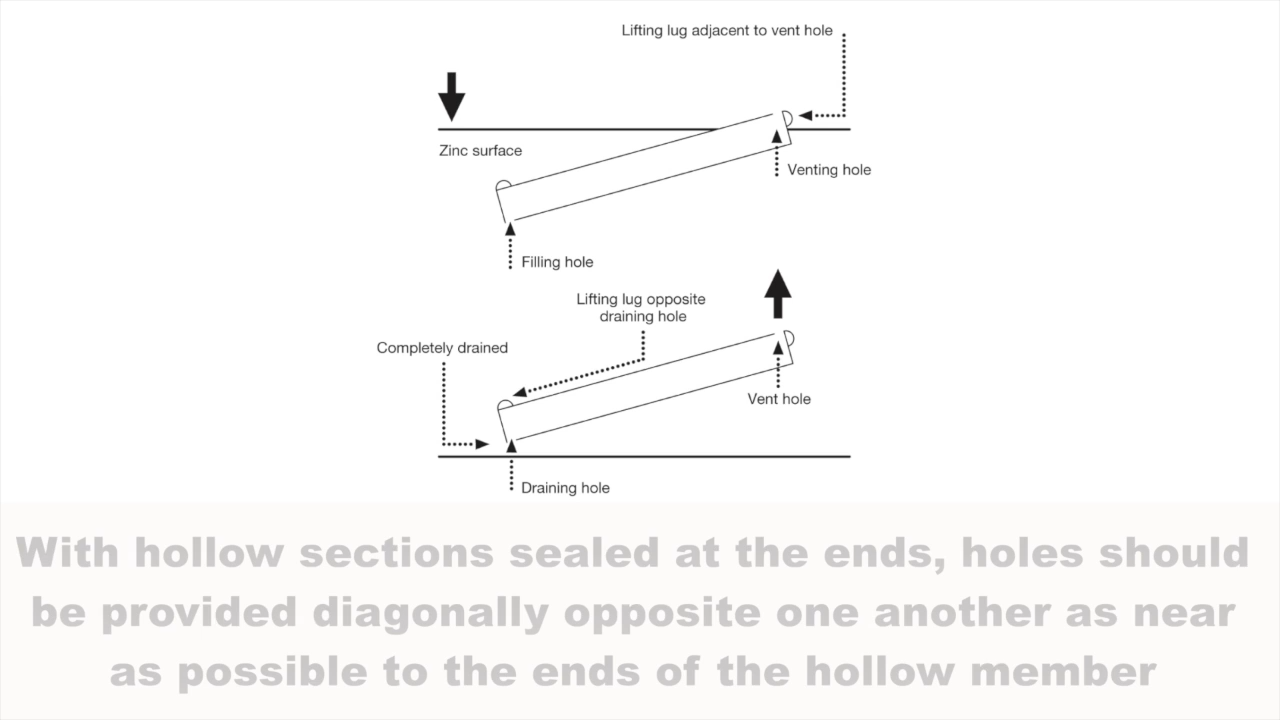 Lifting lug adjacent to vent hole
Zinc surface
Venting hole
Filling hole
Lifting lug opposite
draining hole
Completely drained
Vent hole
Draining hole
With hollow sections sealed at the ends, holes should
be provided diagonally opposite one another as near
as possible to the ends of the hollow member